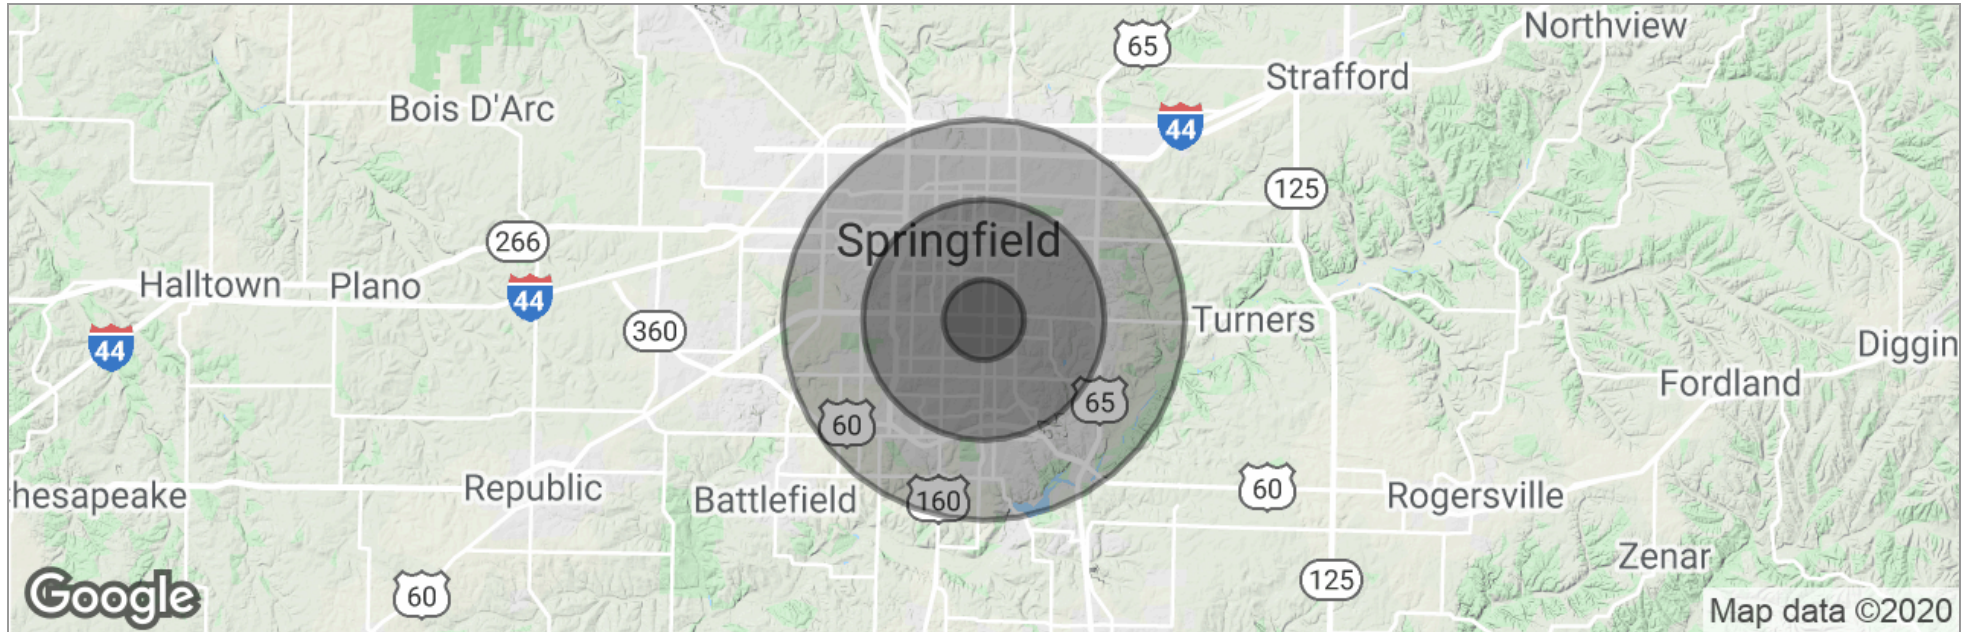 Northview
65
Strafford
Bois D'Arc
44
125
266
Springfield
Halltown
Plano
44
360
Turners
44
Diggin
Fordland
65
60
Republic
Battlefield
160
60
Rogersville
hesapeake
Zenar
125
60
Google
Map data ©2020